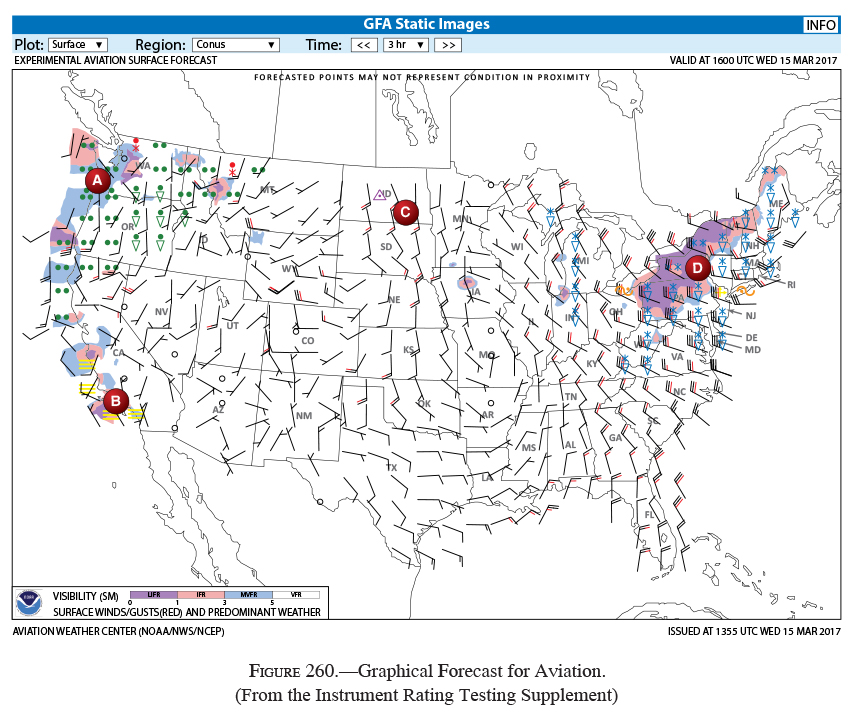 GFA Static Images
INFO
Plot: Surface ▼ Region: Conus ▼ Time: << 3 hr ▼ >>
EXPERIMENTAL AVIATION SURFACE FORECAST
VALID AT 1600 UTC WED 15 MAR 2017
FORECASTED POINTS MAY NOT REPRESENT CONDITION IN PROXIMITY
WA
A
MT
ND
C
MN
ME
OR
ID
SD
WI
MI
NH
MA
D
WY
IA
RI
NE
PA
NV
UT
IN
OH
NJ
CO
DE
CA
KS
MO
WV
VA
MD
KY
B
AZ
NM
OK
AR
TN
NC
SC
MS
AL
GA
TX
LA
FL
VISIBILITY (SM)
LIFR IFR MVFR VFR
0 1 3 5
SURFACE WINDS/GUSTS(RED) AND PREDOMINANT WEATHER
AVIATION WEATHER CENTER (NOAA/NWS/NCEP)
ISSUED AT 1355 UTC WED 15 MAR 2017
FIGURE 260.—Graphical Forecast for Aviation.
(From the Instrument Rating Testing Supplement)